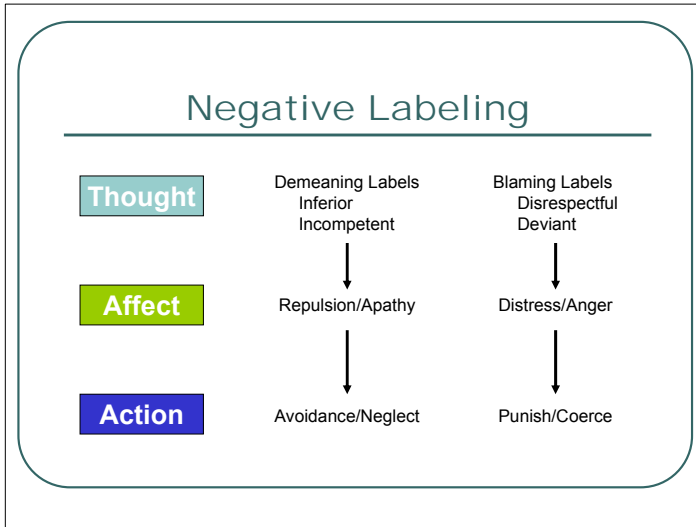 Negative Labeling
Thought
Demeaning Labels
Inferior
Incompetent
Blaming Labels
Disrespectful
Deviant
Affect
Repulsion/Apathy
Distress/Anger
Action
Avoidance/Neglect
Punish/Coerce